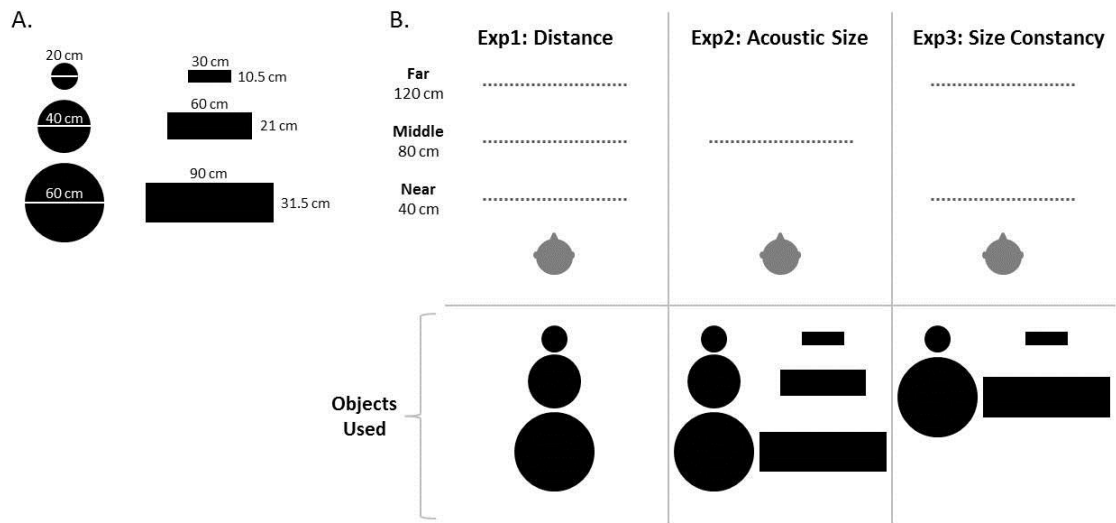 A.
20 cm
40 cm
60 cm
30 cm
10.5 cm
60 cm
21 cm
90 cm
31.5 cm
B.
Exp1: Distance
Exp2: Acoustic Size
Exp3: Size Constancy
Far
120 cm
Middle
80 cm
Near
40 cm
Objects
Used